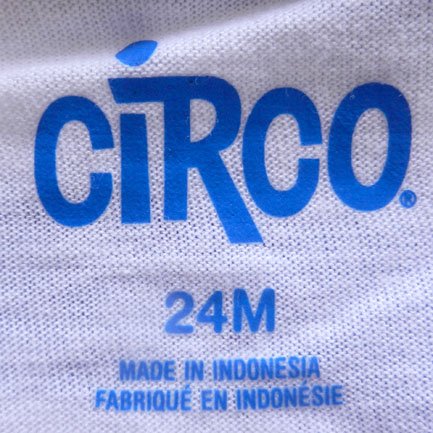 CIRCO®
24M
MADE IN INDONESIA
FABRIQUÉ EN INDONÉSIE